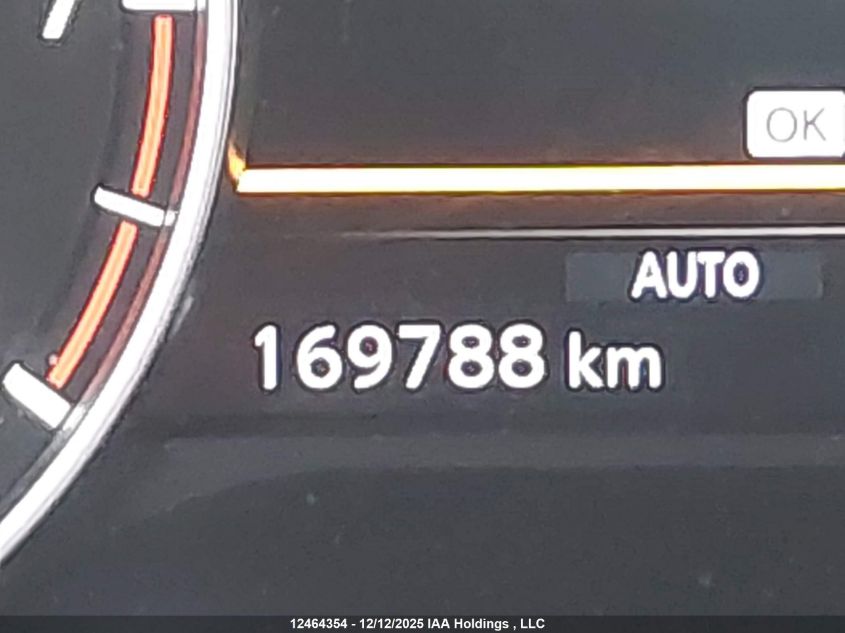 OK
AUTO
169788 km
12464354 - 12/12/2025 IAA Holdings , LLC